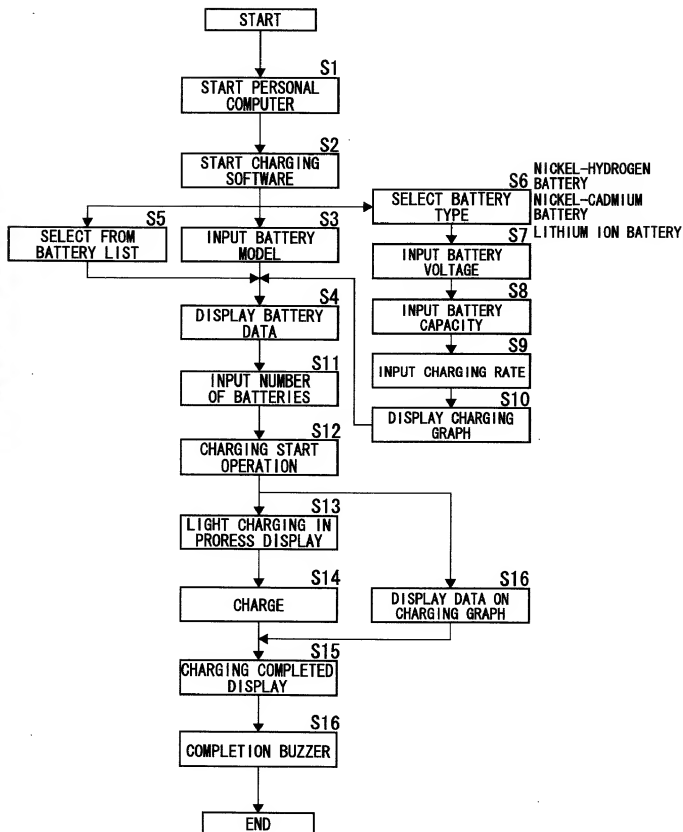 START
S1
START PERSONAL
COMPUTER
S2
START CHARGING
SOFTWARE
S5
SELECT FROM
BATTERY LIST
S3
INPUT BATTERY
MODEL
S6
SELECT BATTERY
TYPE
NICKEL-HYDROGEN
BATTERY
NICKEL-CADMIUM
BATTERY
LITHIUM ION BATTERY
S7
INPUT BATTERY
VOLTAGE
S8
INPUT BATTERY
CAPACITY
S9
INPUT CHARGING RATE
S10
DISPLAY CHARGING
GRAPH
S4
DISPLAY BATTERY
DATA
S11
INPUT NUMBER
OF BATTERIES
S12
CHARGING START
OPERATION
S13
LIGHT CHARGING IN
PRORESS DISPLAY
S14
CHARGE
S16
DISPLAY DATA ON
CHARGING GRAPH
S15
CHARGING COMPLETED
DISPLAY
S16
COMPLETION BUZZER
END